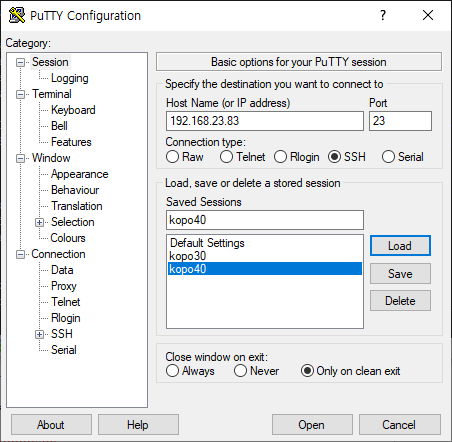 PuTTY Configuration
?
Category:
Session
Logging
Terminal
Keyboard
Bell
Features
Window
Appearance
Behaviour
Translation
Selection
Colours
Connection
Data
Proxy
Telnet
Rlogin
SSH
Serial
Basic options for your PuTTY session
Specify the destination you want to connect to
Host Name (or IP address) Port
192.168.23.83 23
Connection type:
Raw Telnet Rlogin SSH Serial
Load, save or delete a stored session
Saved Sessions
kopo40
Default Settings
kopo30
kopo40
Load
Save
Delete
Close window on exit:
Always Never Only on clean exit
About Help Open Cancel